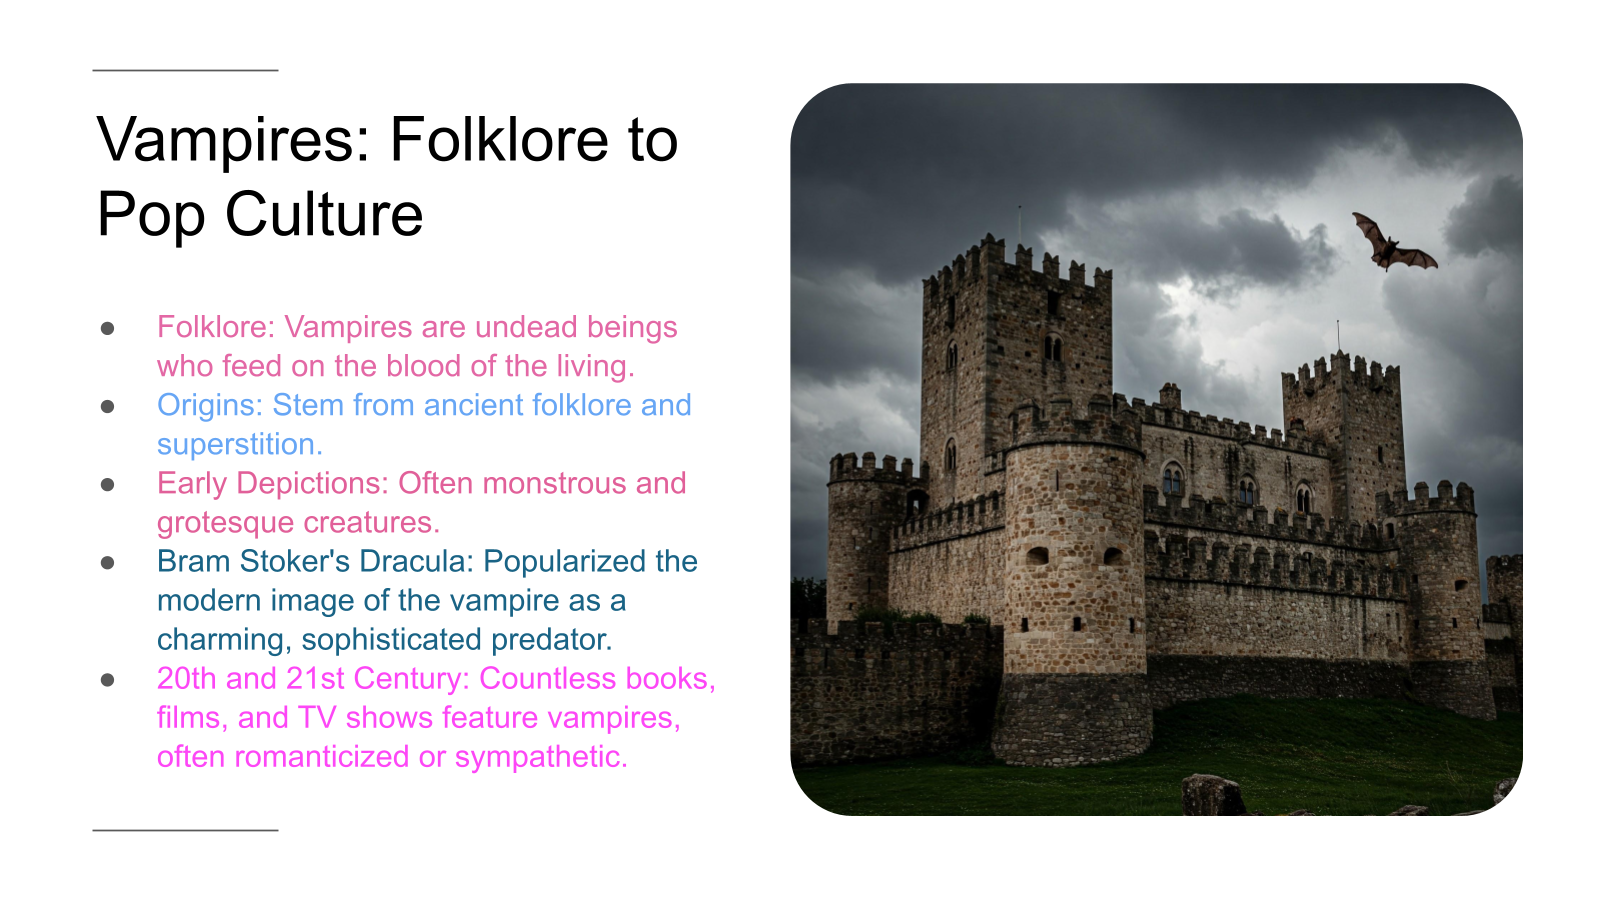 Vampires: Folklore to
Pop Culture
● Folklore: Vampires are undead beings
who feed on the blood of the living.
● Origins: Stem from ancient folklore and
superstition.
● Early Depictions: Often monstrous and
grotesque creatures.
● Bram Stoker's Dracula: Popularized the
modern image of the vampire as a
charming, sophisticated predator.
● 20th and 21st Century: Countless books,
films, and TV shows feature vampires,
often romanticized or sympathetic.